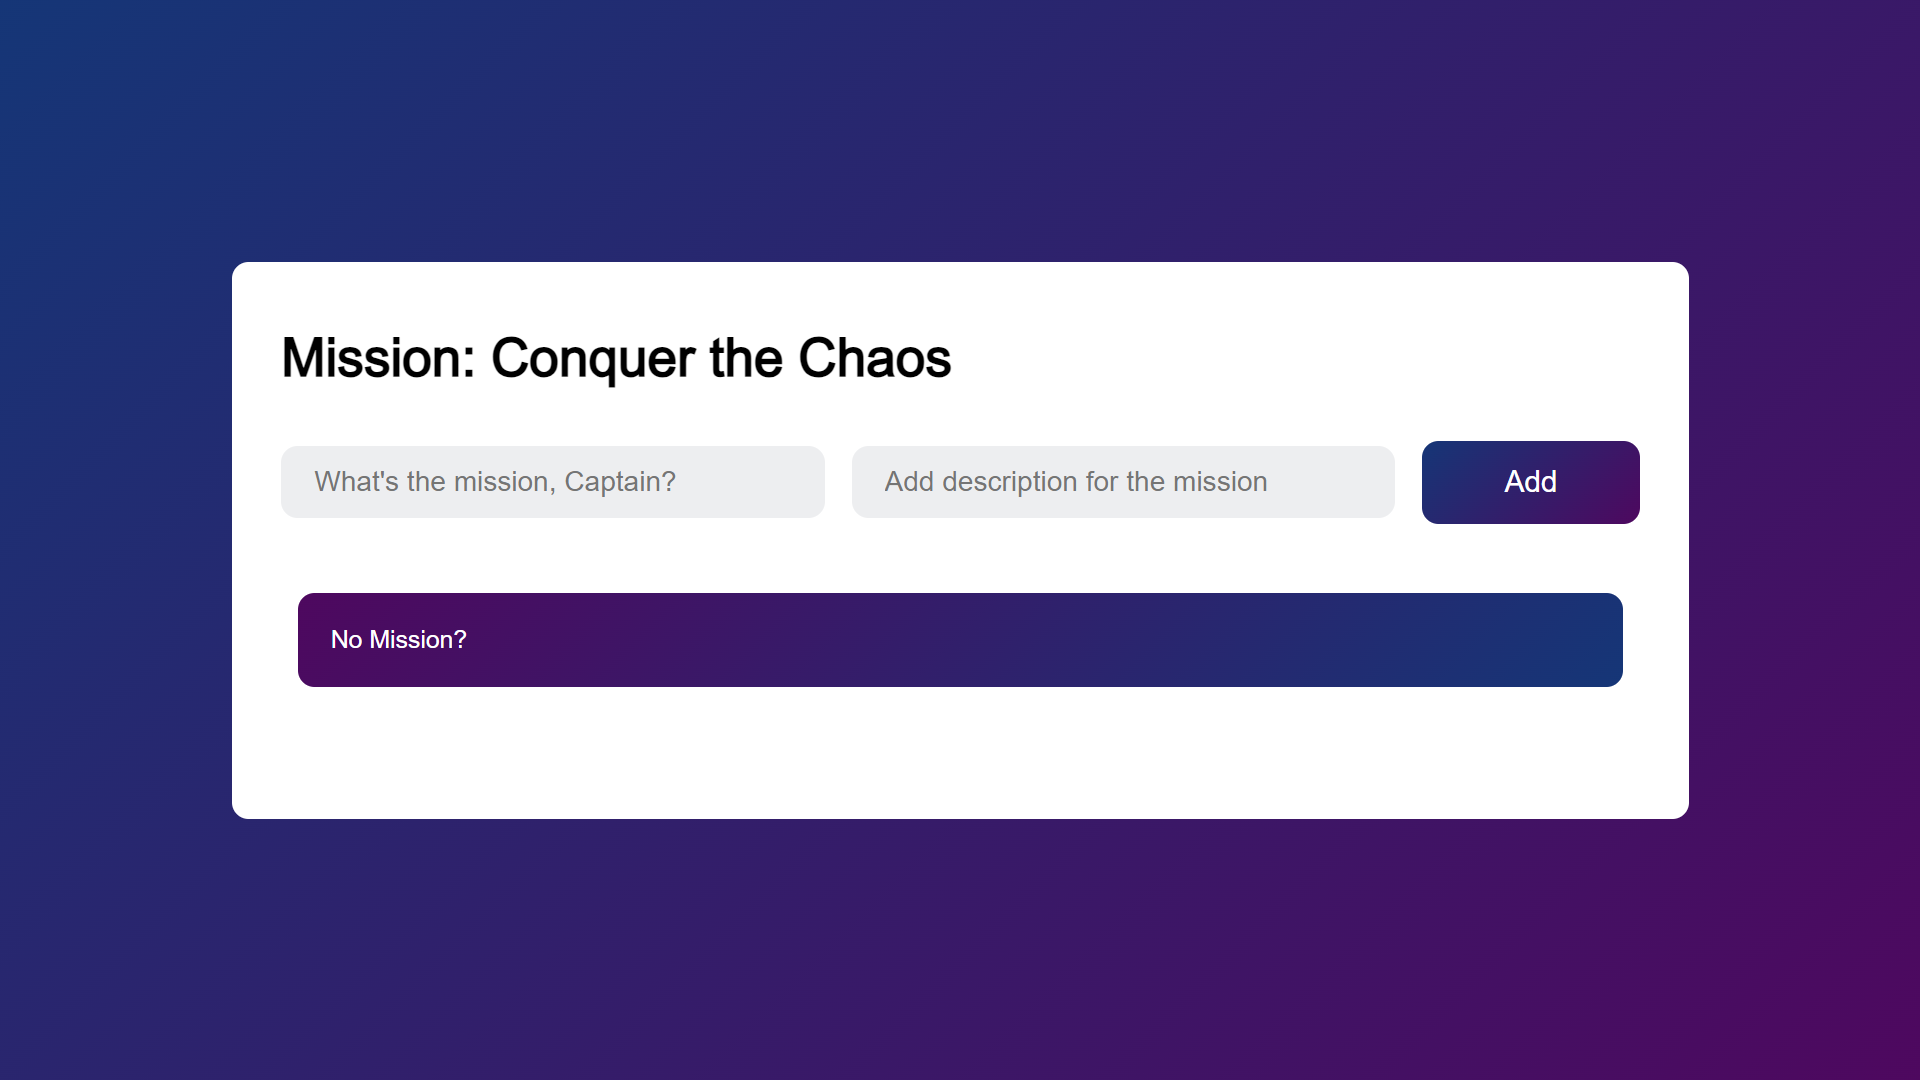 Mission: Conquer the Chaos
What's the mission, Captain?
Add description for the mission
Add
No Mission?